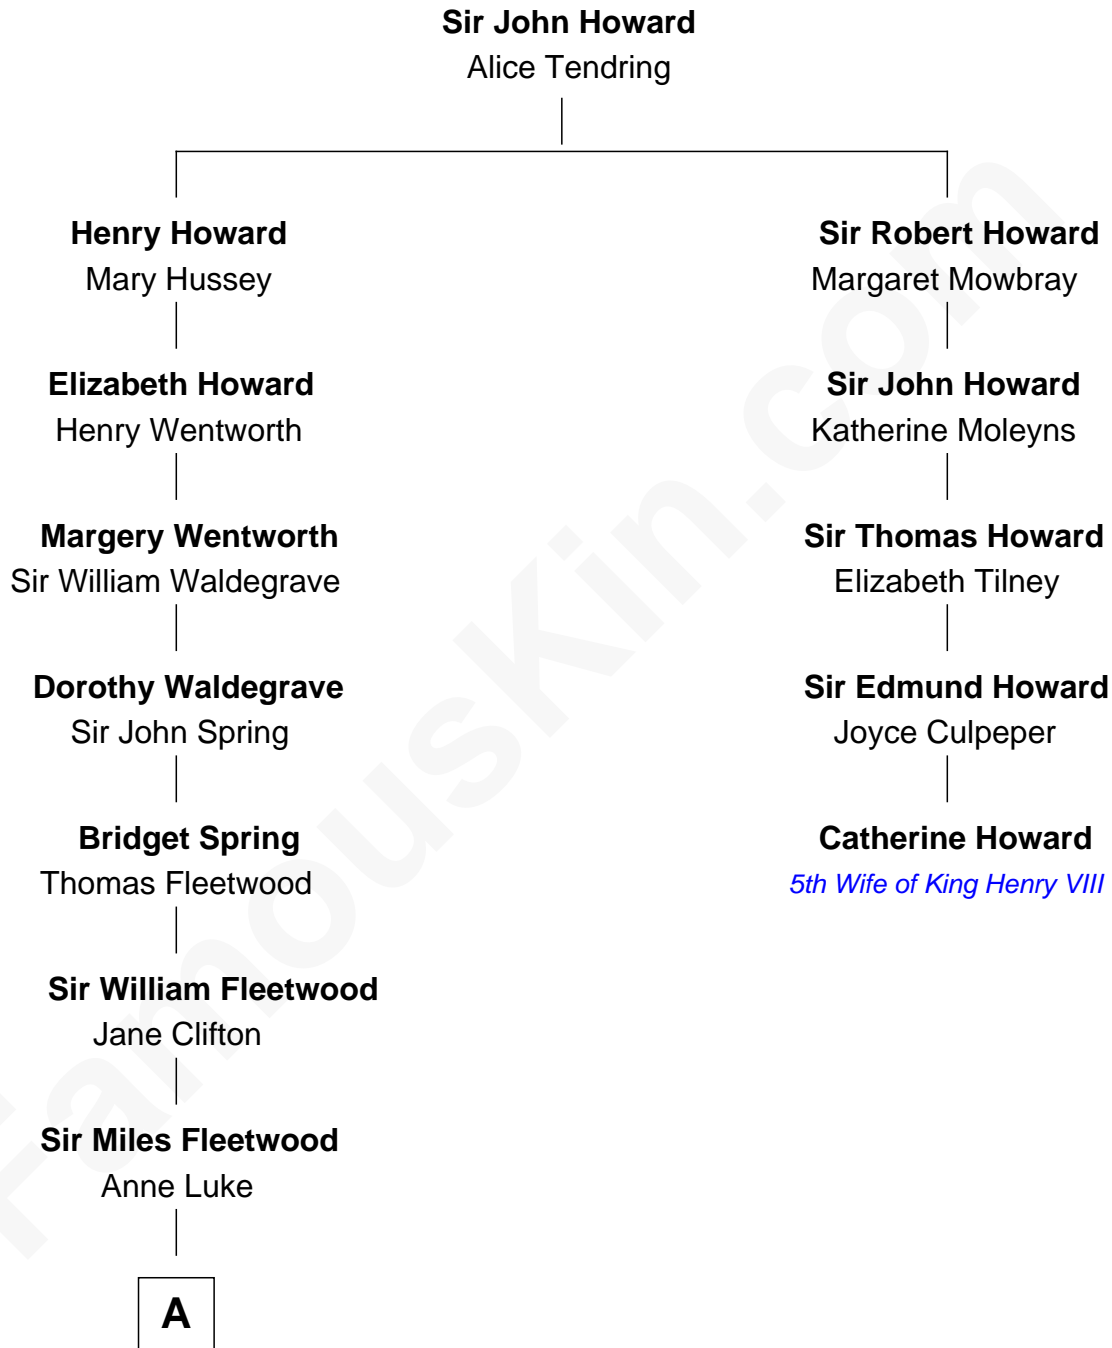 Sir John Howard
Alice Tendring
Henry Howard
Mary Hussey
Sir Robert Howard
Margaret Mowbray
Elizabeth Howard
Henry Wentworth
Sir John Howard
Katherine Moleyns
Margery Wentworth
Sir William Waldegrave
Sir Thomas Howard
Elizabeth Tilney
Dorothy Waldegrave
Sir John Spring
Sir Edmund Howard
Joyce Culpeper
Bridget Spring
Thomas Fleetwood
Catherine Howard
5th Wife of King Henry VIII
Sir William Fleetwood
Jane Clifton
Sir Miles Fleetwood
Anne Luke
A
FamousKin.com